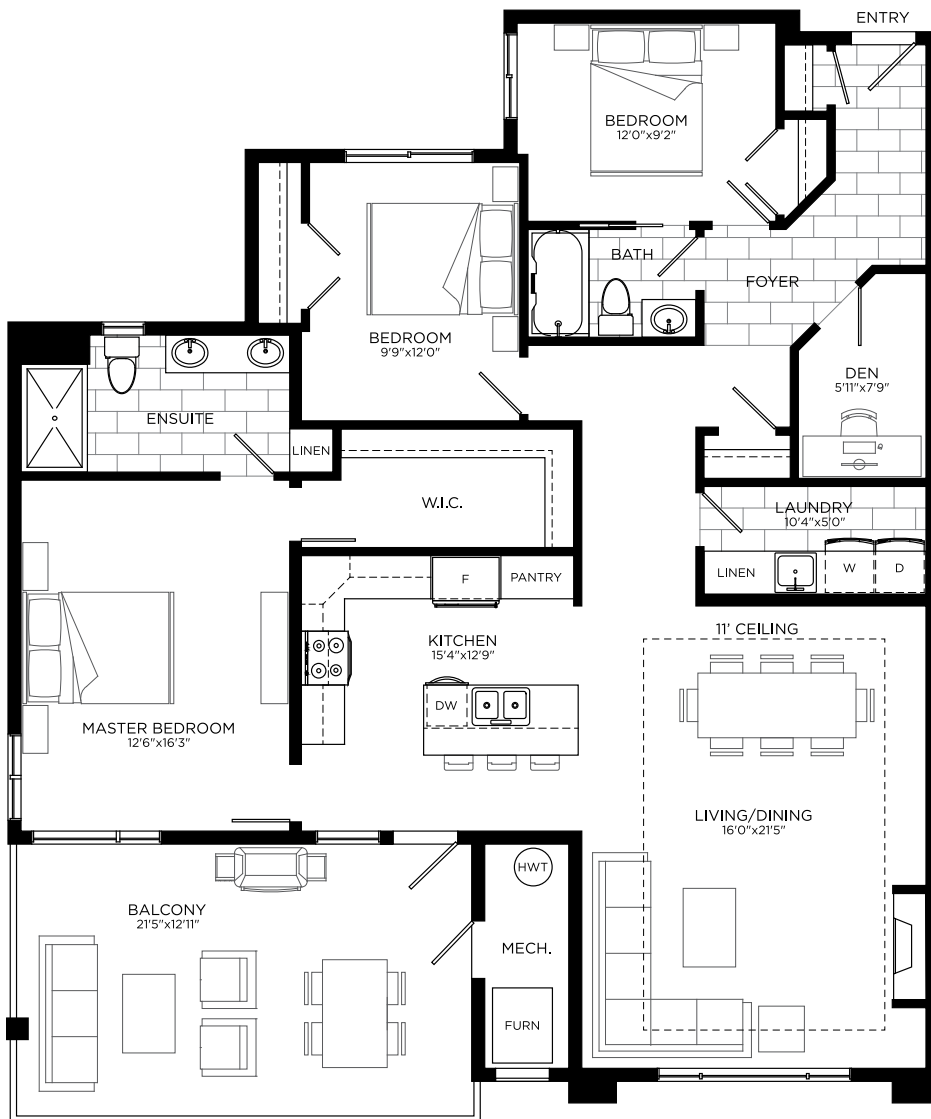 ENTRY
BEDROOM
12'0"x9'2"
BATH
FOYER
BEDROOM
9'9"x12'0"
DEN
5'11"x7'9"
ENSUITE
LINEN
W.I.C.
LAUNDRY
10'4"x5'0"
LINEN
W
D
F
PANTRY
11' CEILING
KITCHEN
15'4"x12'9"
DW
MASTER BEDROOM
12'6"x16'3"
LIVING/DINING
16'0"x21'5"
HWT
BALCONY
21'5"x12'11"
MECH.
FURN